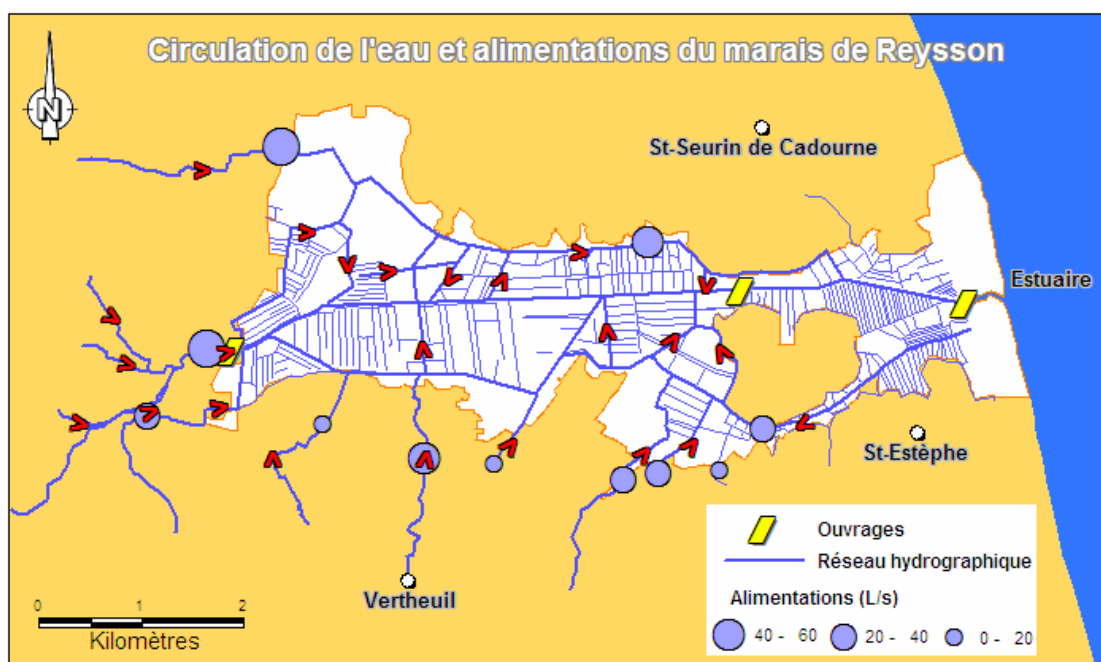 Circulation de l'eau et alimentations du marais de Reysson
N
St-Seurin de Cadourne
Estuaire
St-Estèphe
Vertheuil
0 1 2
Kilomètres
Ouvrages
Réseau hydrographique
Alimentations (L/s)
40 - 60 20 - 40 0 - 20